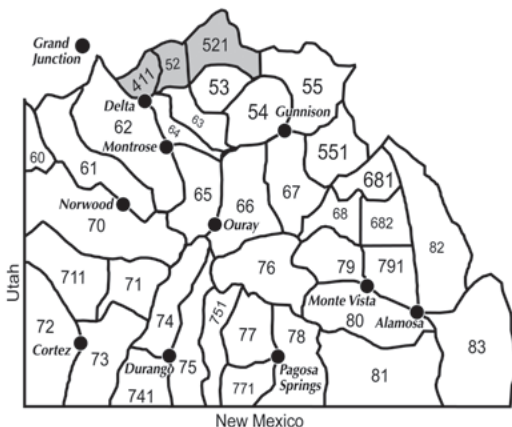 Grand
Junction
411
52
521
53
55
Delta
62
64
63
54
Gunnison
Montrose
60
61
551
681
65
66
67
Norwood
70
Ouray
68
682
82
711
71
76
79
791
Monte Vista
Utah
72
74
751
77
78
80
Alamosa
Cortez
73
Durango
75
Pagosa
Springs
83
741
771
81
New Mexico